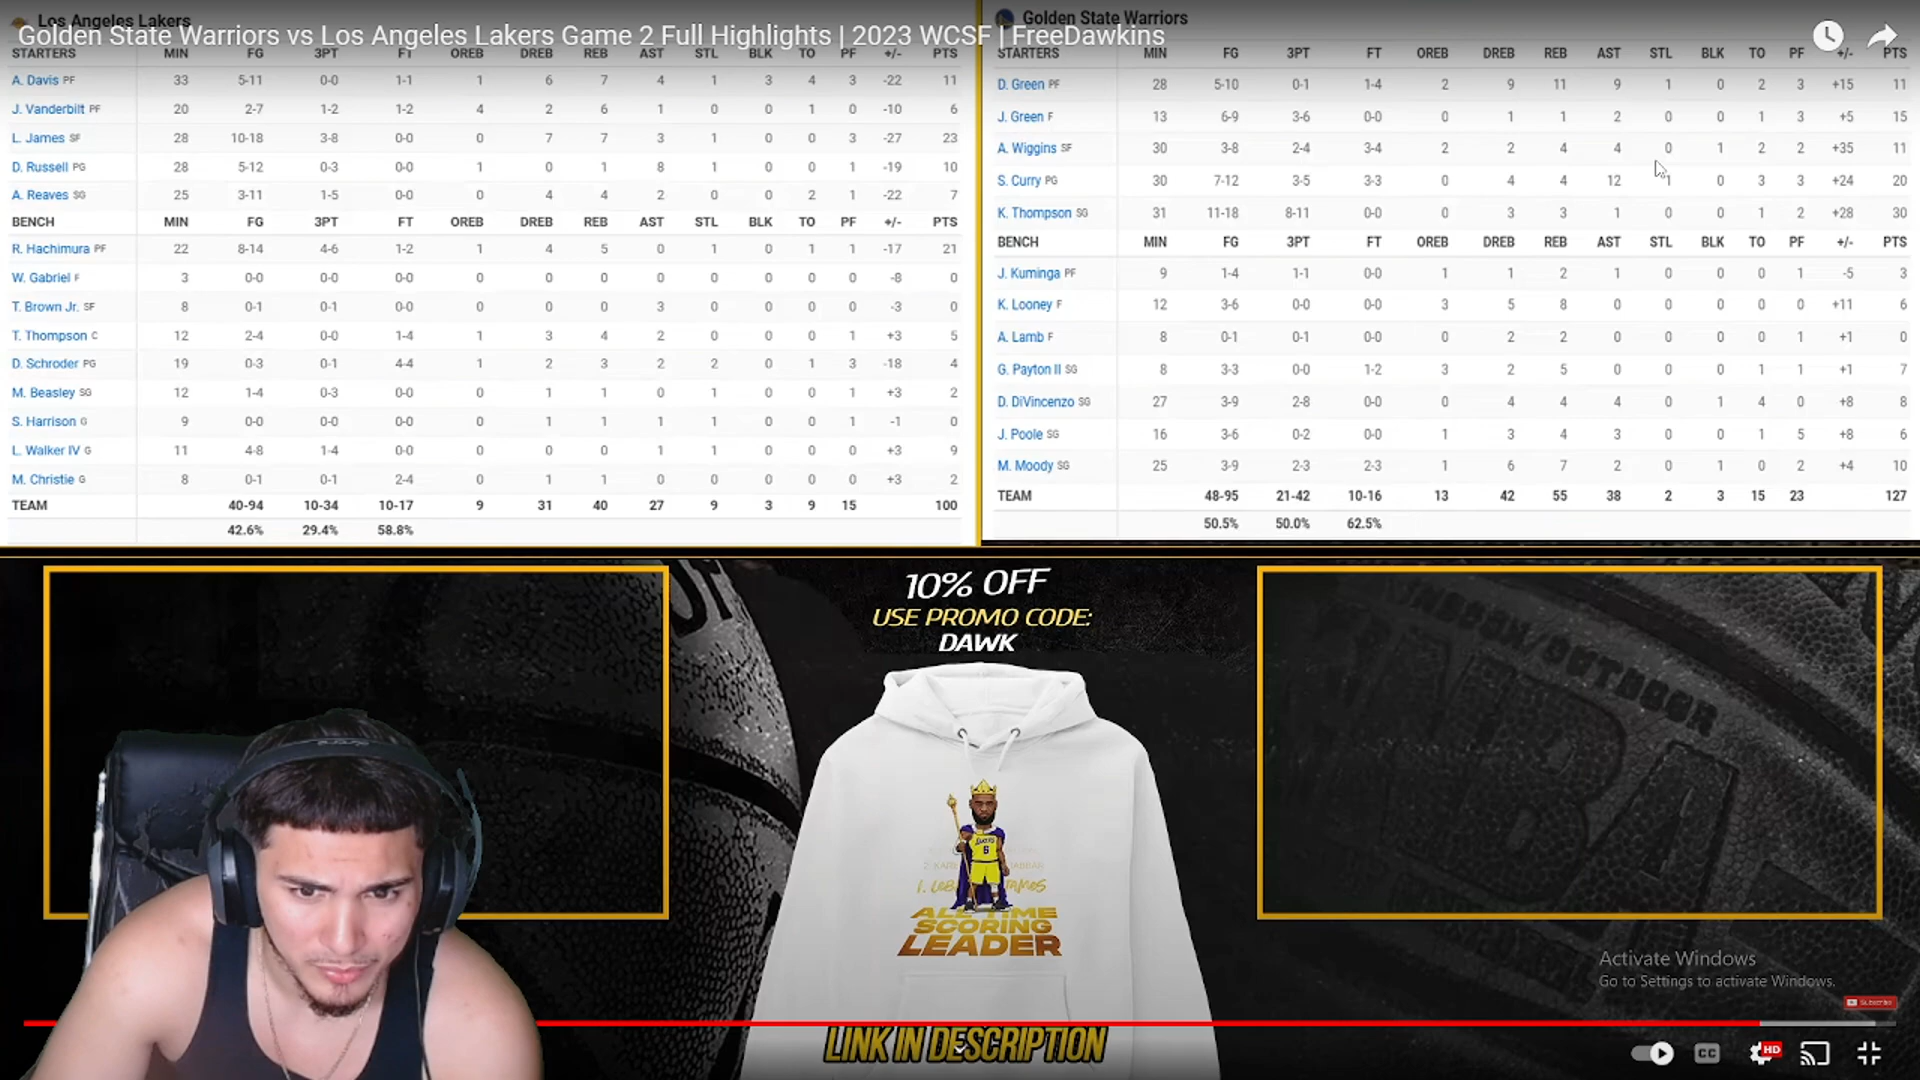 Los Angeles Lakers
Golden State Warriors vs Los Angeles Lakers Game 2 Full Highlights | 2023 WCSF | FreeDawkins
STARTERS MIN FG 3PT FT OREB DREB REB AST STL BLK TO PF +/- PTS
A. Davis PF 33 5-11 0-0 1-1 1 6 7 4 1 3 4 3 -22 11
J. Vanderbilt PF 20 2-7 1-2 1-2 4 2 6 1 0 0 1 0 -10 6
L. James SF 28 10-18 3-8 0-0 0 7 7 3 1 0 0 3 -27 23
D. Russell PG 28 5-12 0-3 0-0 1 0 1 8 1 0 0 1 -19 10
A. Reaves SG 25 3-11 1-5 0-0 0 4 4 2 0 0 2 1 -22 7
BENCH MIN FG 3PT FT OREB DREB REB AST STL BLK TO PF +/- PTS
R. Hachimura PF 22 8-14 4-6 1-2 1 4 5 0 1 0 1 1 -17 21
W. Gabriel F 3 0-0 0-0 0-0 0 0 0 0 0 0 0 0 -8 0
T. Brown Jr. SF 8 0-1 0-1 0-0 0 0 0 3 0 0 0 0 -3 0
T. Thompson C 12 2-4 0-0 1-4 1 3 4 2 0 0 0 1 +3 5
D. Schroder PG 19 0-3 0-1 4-4 1 2 3 2 2 0 1 3 -18 4
M. Beasley SG 12 1-4 0-3 0-0 0 1 1 0 1 0 0 1 +3 2
S. Harrison G 9 0-0 0-0 0-0 0 1 1 1 1 0 0 1 -1 0
L. Walker IV G 11 4-8 1-4 0-0 0 0 0 1 1 0 0 0 +3 9
M. Christie G 8 0-1 0-1 2-4 0 1 1 0 0 0 0 0 +3 2
TEAM 40-94 10-34 10-17 9 31 40 27 9 3 9 15 100
42.6% 29.4% 58.8%
Golden State Warriors
STARTERS MIN FG 3PT FT OREB DREB REB AST STL BLK TO PF +/- PTS
D. Green PF 28 5-10 0-1 1-4 2 9 11 9 1 0 2 3 +15 11
J. Green F 13 6-9 3-6 0-0 0 1 1 2 0 0 1 3 +5 15
A. Wiggins SF 30 3-8 2-4 3-4 2 2 4 4 0 1 2 2 +35 11
S. Curry PG 30 7-12 3-5 3-3 0 4 4 12 1 0 3 3 +24 20
K. Thompson SG 31 11-18 8-11 0-0 0 3 3 1 0 0 1 2 +28 30
BENCH MIN FG 3PT FT OREB DREB REB AST STL BLK TO PF +/- PTS
J. Kuminga PF 9 1-4 1-1 0-0 1 1 2 1 0 0 0 1 -5 3
K. Looney F 12 3-6 0-0 0-0 3 5 8 0 0 0 0 0 +11 6
A. Lamb F 8 0-1 0-1 0-0 0 2 2 0 0 0 0 1 +1 0
G. Payton II SG 8 3-3 0-0 1-2 3 2 5 0 0 0 1 1 +1 7
D. DiVincenzo SG 27 3-9 2-8 0-0 0 4 4 4 0 1 4 0 +8 8
J. Poole SG 16 3-6 0-2 0-0 1 3 4 3 0 0 1 5 +8 6
M. Moody SG 25 3-9 2-3 2-3 1 6 7 2 0 1 0 2 +4 10
TEAM 48-95 21-42 10-16 13 42 55 38 2 3 15 23 127
50.5% 50.0% 62.5%
10% OFF
USE PROMO CODE:
DAWK
LAKERS
6
ALL TIME
SCORING
LEADER
INDOOR/OUTDOOR
Activate Windows
Go to Settings to activate Windows.
Subscribe
LINK IN DESCRIPTION
CC
HD